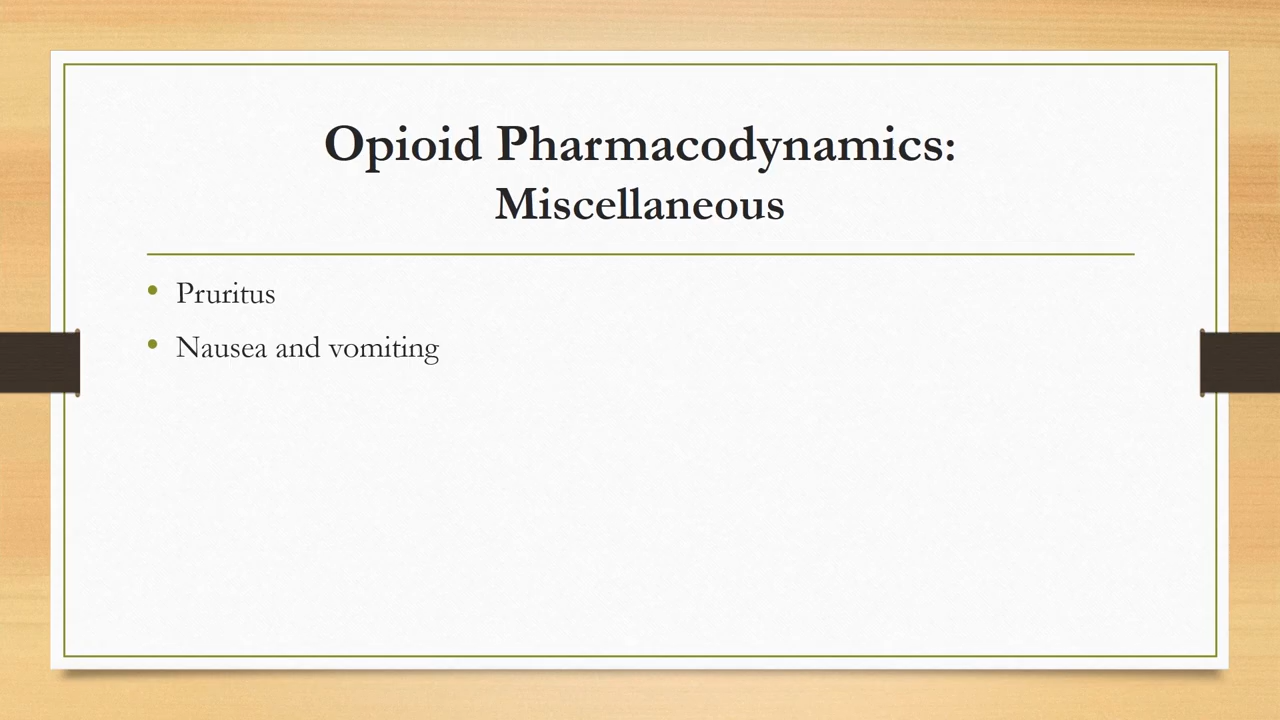 Opioid Pharmacodynamics:
Miscellaneous
• Pruritus
• Nausea and vomiting